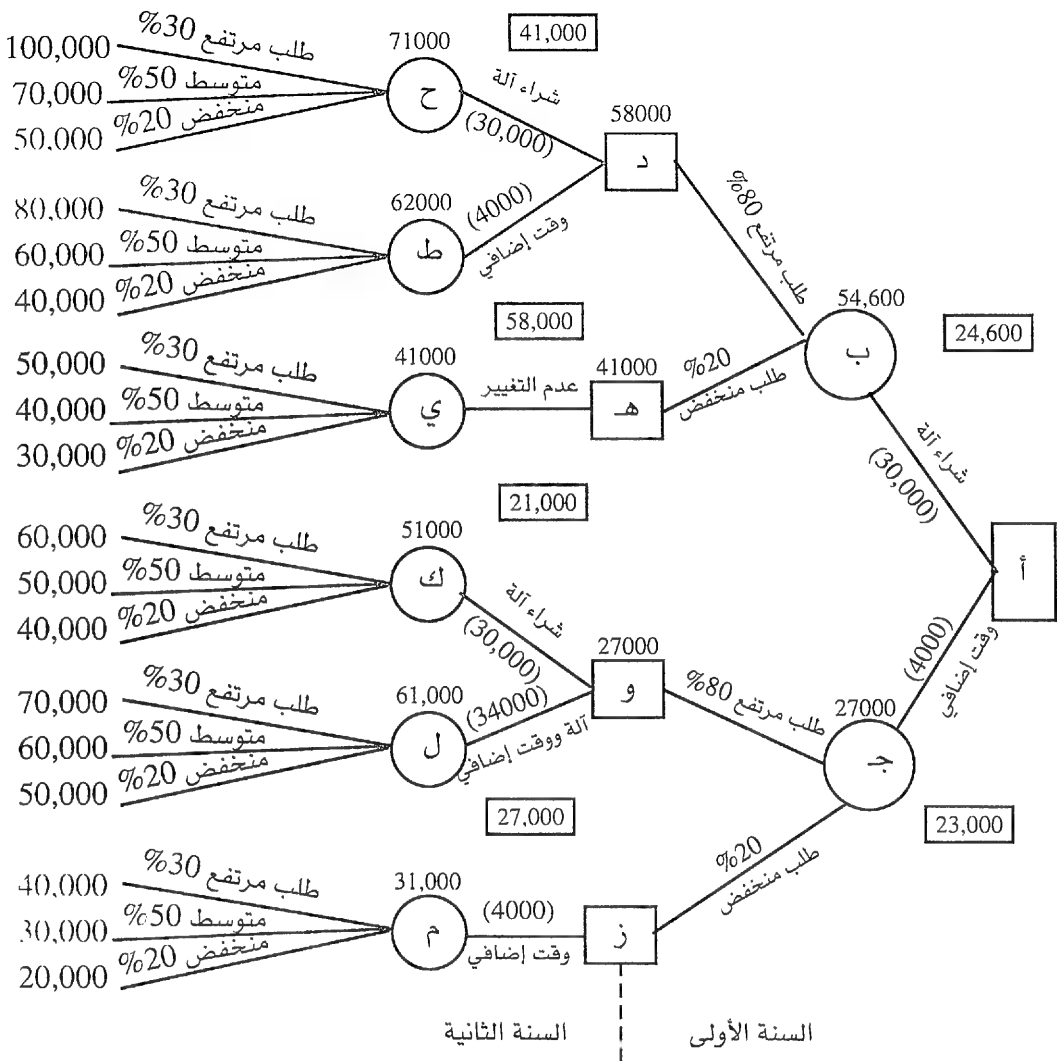 41,000
71000
%30 طلب مرتفع
100,000
ح
شراء آلة
%50 متوسط
70,000
(30,000)
58000
%20 منخفض
50,000
د
%80 طلب مرتفع
%30 طلب مرتفع
80,000
62000
(4000)
وقت إضافي
ط
%50 متوسط
60,000
%20 منخفض
40,000
54,600
58,000
24,600
ب
%30 طلب مرتفع
50,000
41000
41000
%20
طلب منخفض
عدم التغيير
هـ
ي
%50 متوسط
40,000
%20 منخفض
30,000
شراء آلة
(30,000)
21,000
%30 طلب مرتفع
60,000
51000
أ
ك
%50 متوسط
50,000
شراء آلة
(30,000)
%20 منخفض
40,000
(4000)
وقت إضافي
27000
و
%80 طلب مرتفع
%30 طلب مرتفع
70,000
61,000
(34000)
آلة ووقت إضافي
27000
ل
%50 متوسط
60,000
جـ
%20 منخفض
50,000
27,000
23,000
%20
طلب منخفض
%30 طلب مرتفع
40,000
31,000
(4000)
وقت إضافي
ز
م
%50 متوسط
30,000
%20 منخفض
20,000
السنة الأولى
السنة الثانية